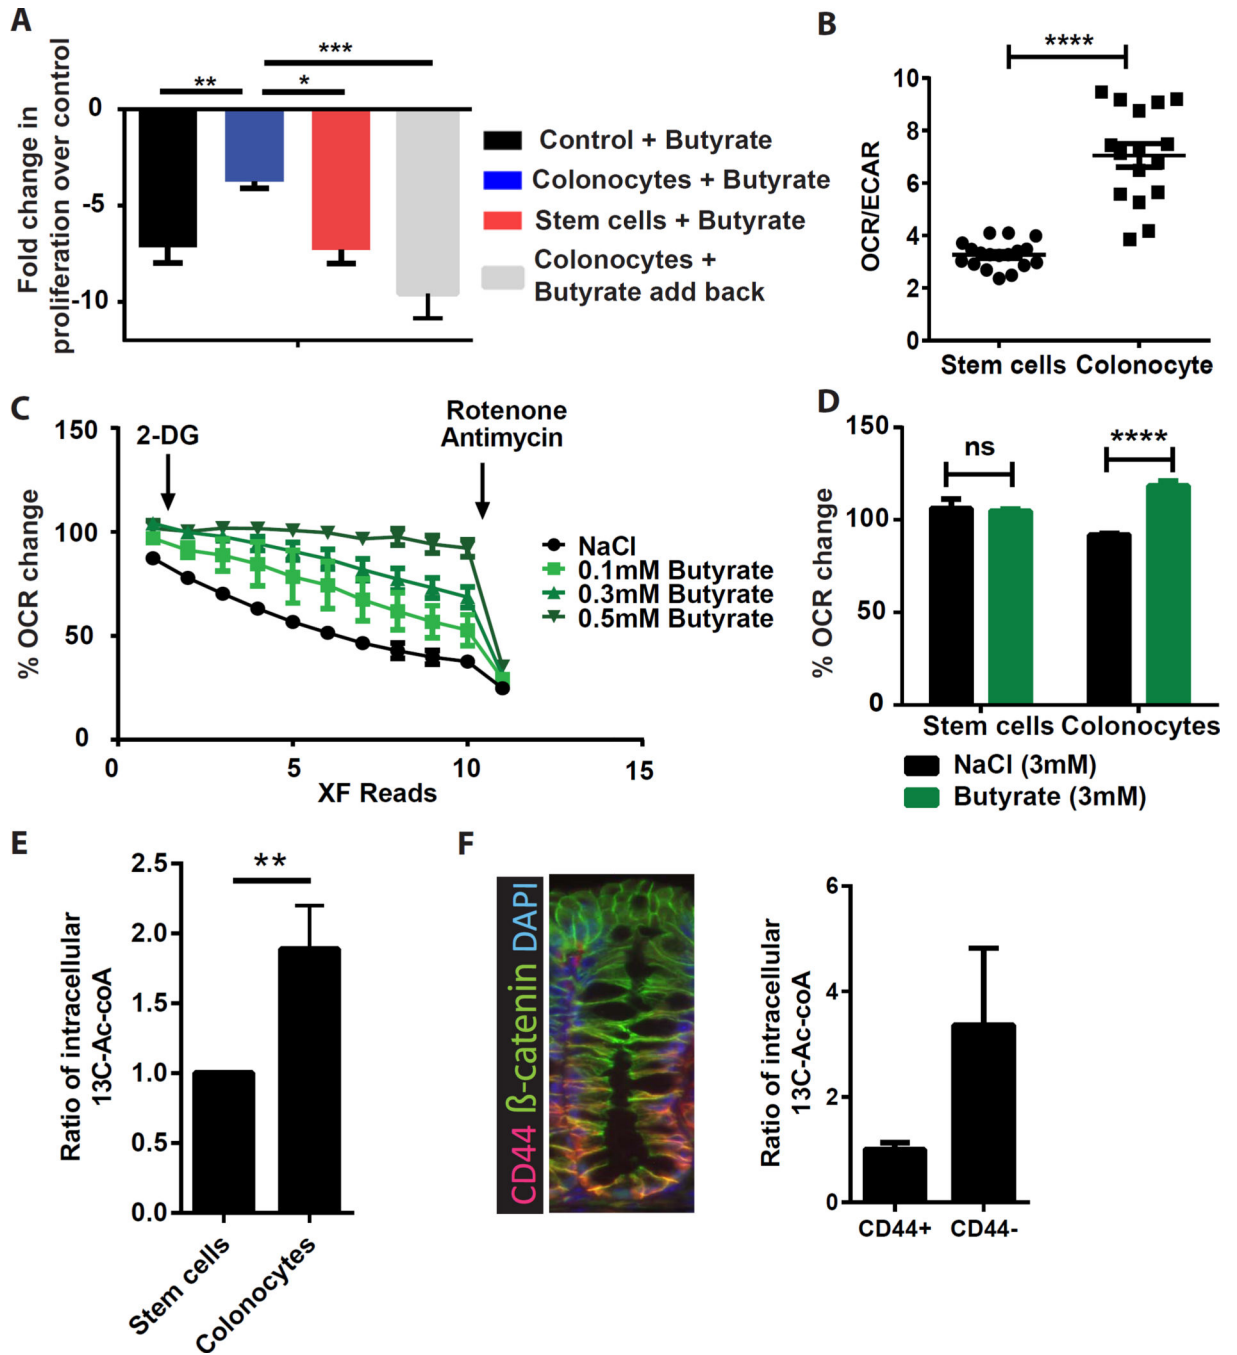 A
Fold change in
proliferation over control
0
-5
-10
**
*
***
Control + Butyrate
Colonocytes + Butyrate
Stem cells + Butyrate
Colonocytes +
Butyrate add back
B
OCR/ECAR
10
8
6
4
2
0
****
Stem cells
Colonocyte
C
% OCR change
150
100
50
0
2-DG
Rotenone
Antimycin
NaCl
0.1mM Butyrate
0.3mM Butyrate
0.5mM Butyrate
0
5
10
15
XF Reads
D
% OCR change
150
100
50
0
ns
****
Stem cells
Colonocytes
NaCl (3mM)
Butyrate (3mM)
E
Ratio of intracellular
13C-Ac-coA
2.5
2.0
1.5
1.0
0.5
0.0
**
Stem cells
Colonocytes
F
CD44 ß-catenin DAPI
Ratio of intracellular
13C-Ac-coA
6
4
2
0
CD44+
CD44-